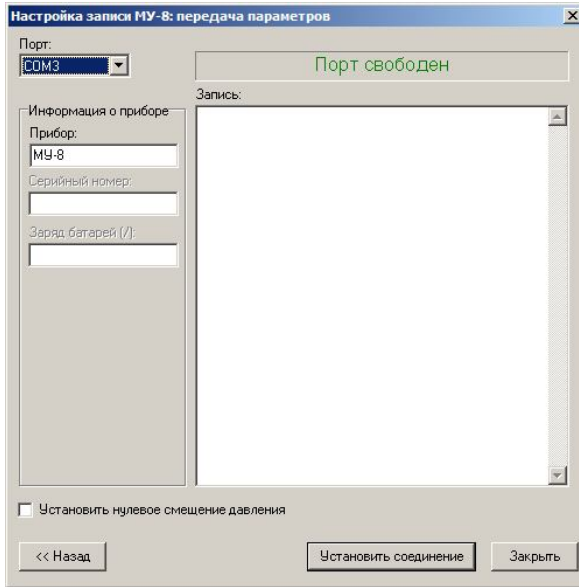 Настройка записи МУ-8: передача параметров
Порт:
COM3
Порт свободен
Запись:
Информация о приборе
Прибор:
МУ-8
Серийный номер:
Заряд батарей (/):
Установить нулевое смещение давления
<< Назад
Установить соединение
Закрыть